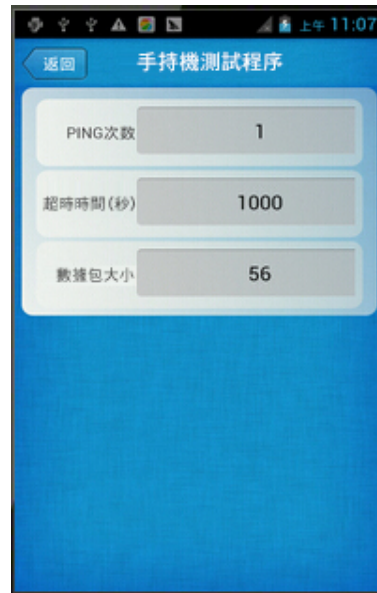 上午 11:07
返回 手持機測試程序
PING次数 1
超時時間(秒) 1000
數據包大小 56